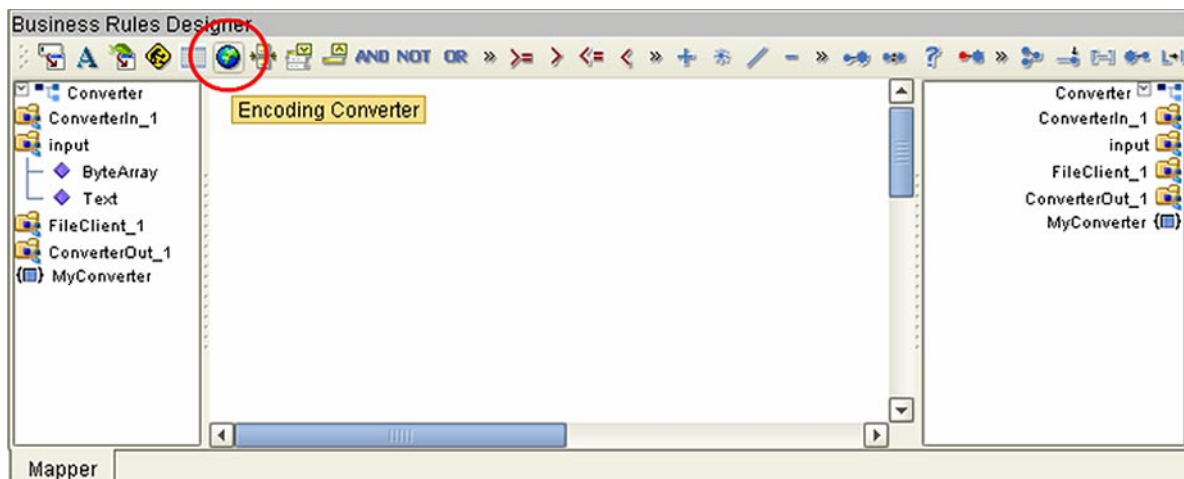 Business Rules Designer
A AND NOT OR » >= > <= < » + * / - » ? » L
Converter
ConverterIn_1
input
ByteArray
Text
FileClient_1
ConverterOut_1
{} MyConverter
Encoding Converter
Converter
ConverterIn_1
input
FileClient_1
ConverterOut_1
MyConverter {}
Mapper